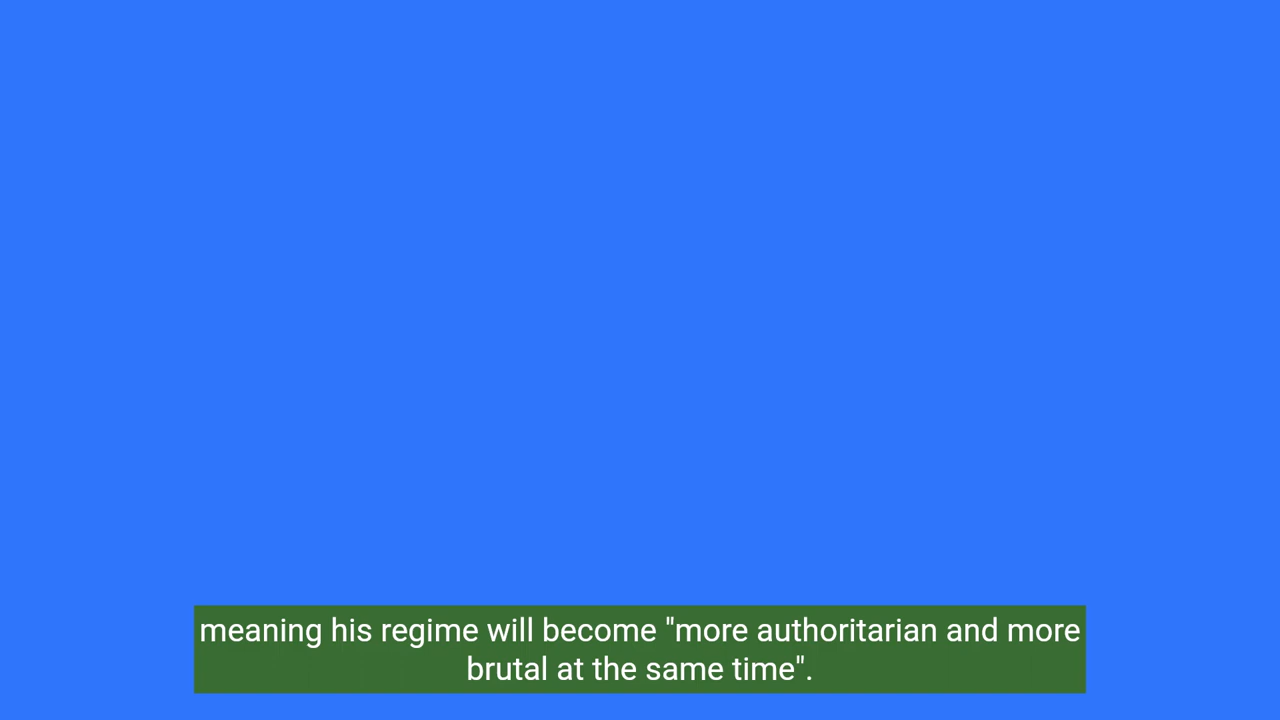 meaning his regime will become "more authoritarian and more
brutal at the same time".